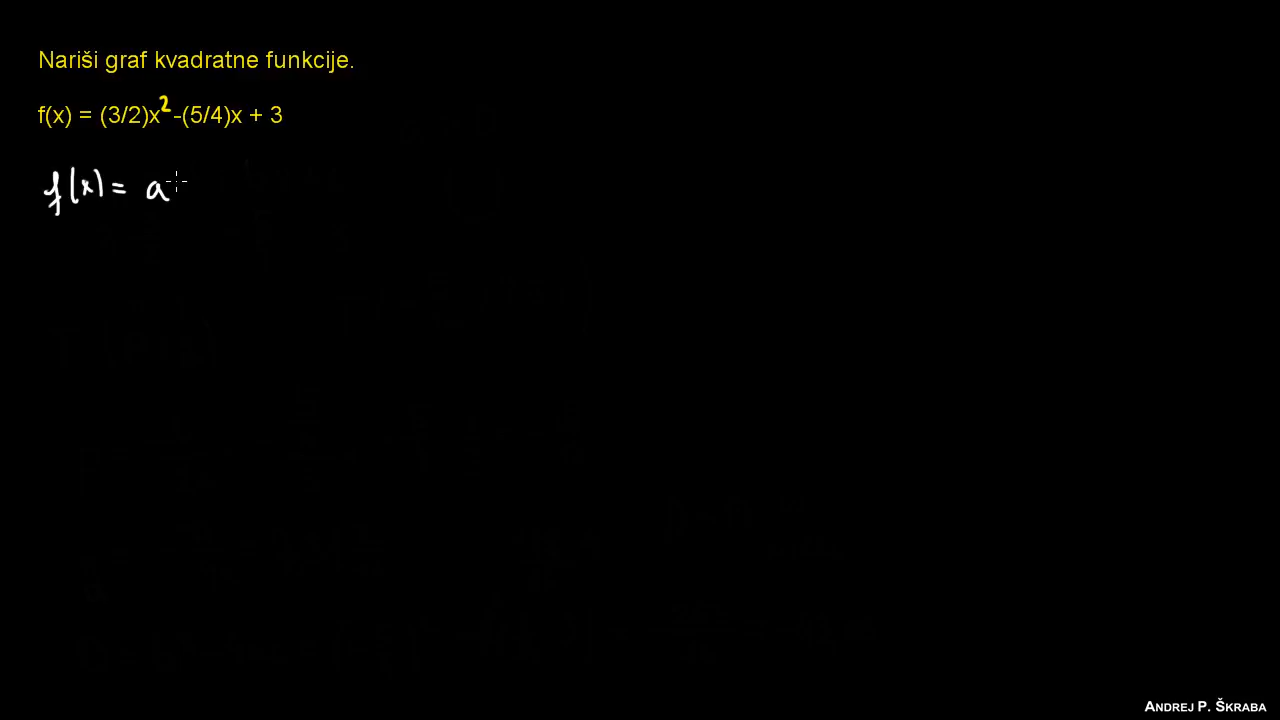 Nariši graf kvadratne funkcije.
f(x) = (3/2)x² -(5/4)x + 3
f(x) = a
ANDREJ P. ŠKRABA